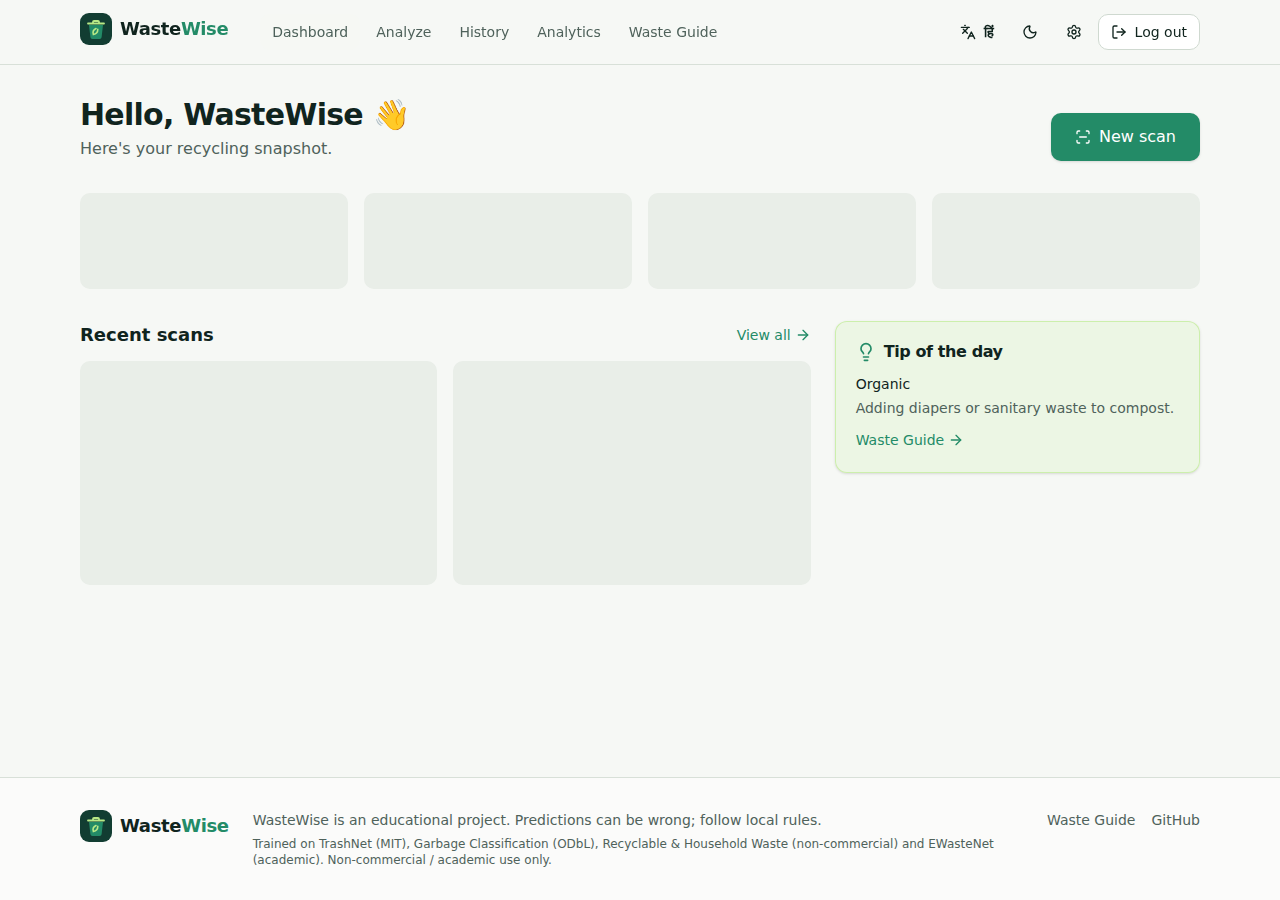 WasteWise
Dashboard
Analyze
History
Analytics
Waste Guide
हिं
Log out
Hello, WasteWise 👋
Here's your recycling snapshot.
New scan
Recent scans
View all
Tip of the day
Organic
Adding diapers or sanitary waste to compost.
Waste Guide
WasteWise
WasteWise is an educational project. Predictions can be wrong; follow local rules.
Trained on TrashNet (MIT), Garbage Classification (ODbL), Recyclable & Household Waste (non-commercial) and EWasteNet
(academic). Non-commercial / academic use only.
Waste Guide
GitHub